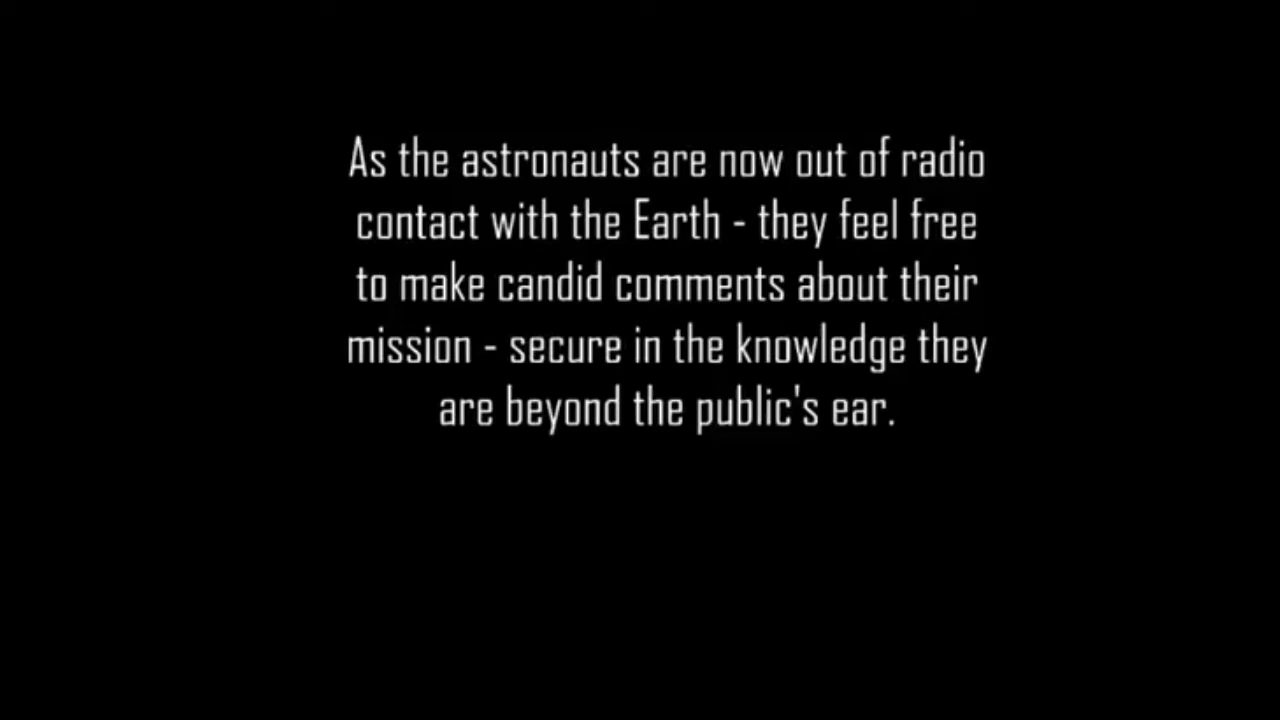 As the astronauts are now out of radio
contact with the Earth - they feel free
to make candid comments about their
mission - secure in the knowledge they
are beyond the public's ear.